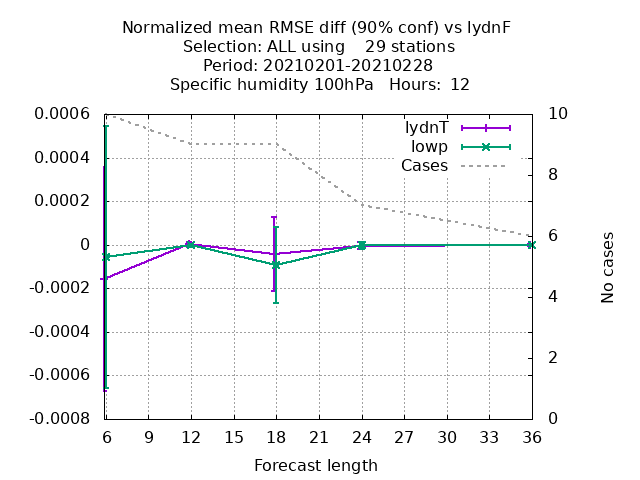 Normalized mean RMSE diff (90% conf) vs lydnF
Selection: ALL using    29 stations
Period: 20210201-20210228
Specific humidity 100hPa   Hours:  12
lydnT
lowp
Cases
0.0006
0.0004
0.0002
0
-0.0002
-0.0004
-0.0006
-0.0008
10
8
6
4
2
0
No cases
6 9 12 15 18 21 24 27 30 33 36
Forecast length